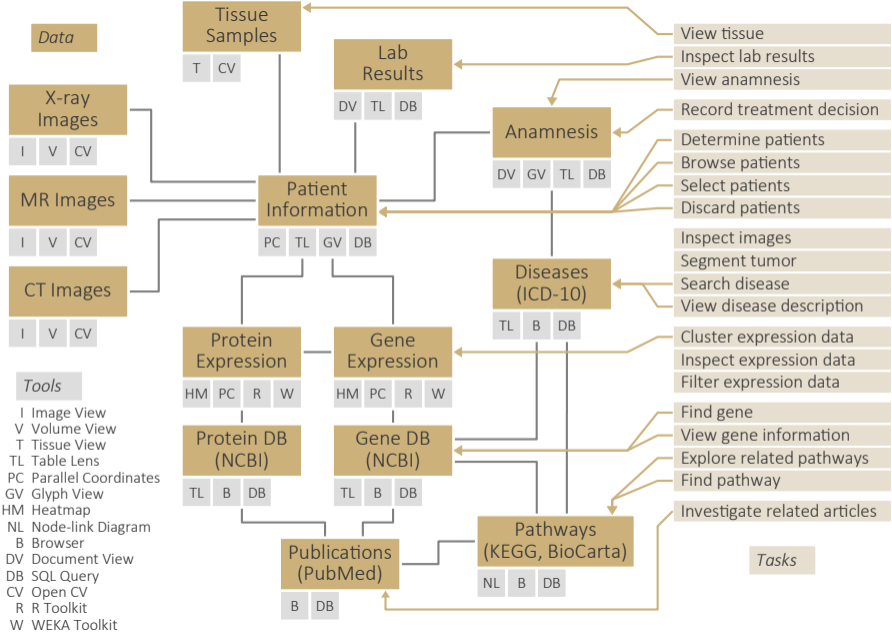 Data
Tissue
Samples
T CV
Lab
Results
DV TL DB
X-ray
Images
I V CV
MR Images
I V CV
CT Images
I V CV
Anamnesis
DV GV TL DB
Patient
Information
PC TL GV DB
Diseases
(ICD-10)
TL B DB
Protein
Expression
HM PC R W
Gene
Expression
HM PC R W
Protein DB
(NCBI)
TL B DB
Gene DB
(NCBI)
TL B DB
Publications
(PubMed)
B DB
Pathways
(KEGG, BioCarta)
NL B DB
View tissue
Inspect lab results
View anamnesis
Record treatment decision
Determine patients
Browse patients
Select patients
Discard patients
Inspect images
Segment tumor
Search disease
View disease description
Cluster expression data
Inspect expression data
Filter expression data
Find gene
View gene information
Explore related pathways
Find pathway
Investigate related articles
Tasks
Tools
I Image View
V Volume View
T Tissue View
TL Table Lens
PC Parallel Coordinates
GV Glyph View
HM Heatmap
NL Node-link Diagram
B Browser
DV Document View
DB SQL Query
CV Open CV
R R Toolkit
W WEKA Toolkit